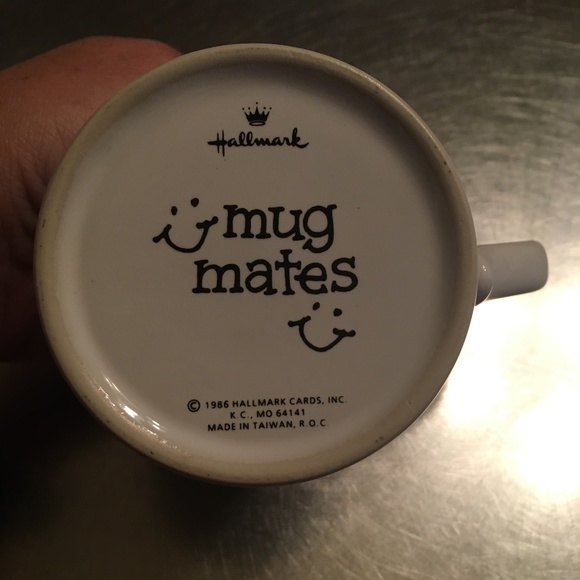 Hallmark
mug
mates
© 1986 HALLMARK CARDS, INC.
K.C., MO 64141
MADE IN TAIWAN, R.O.C.